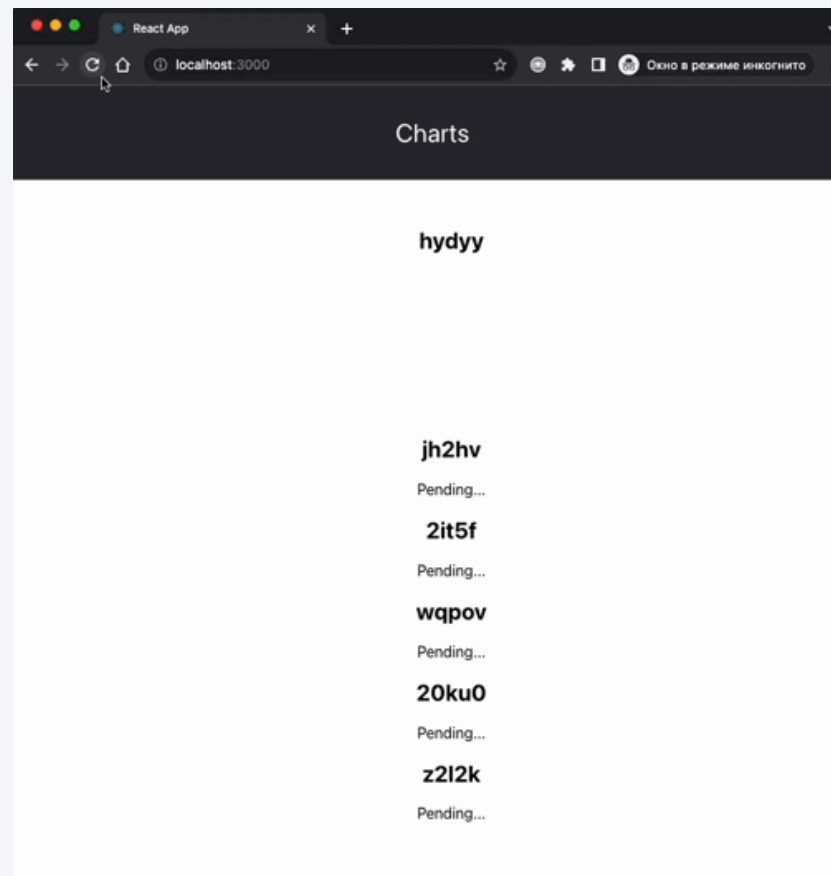 React App
localhost:3000
Окно в режиме инкогнито
Charts
hydyy
jh2hv
Pending...
2it5f
Pending...
wqpov
Pending...
20ku0
Pending...
z2l2k
Pending...